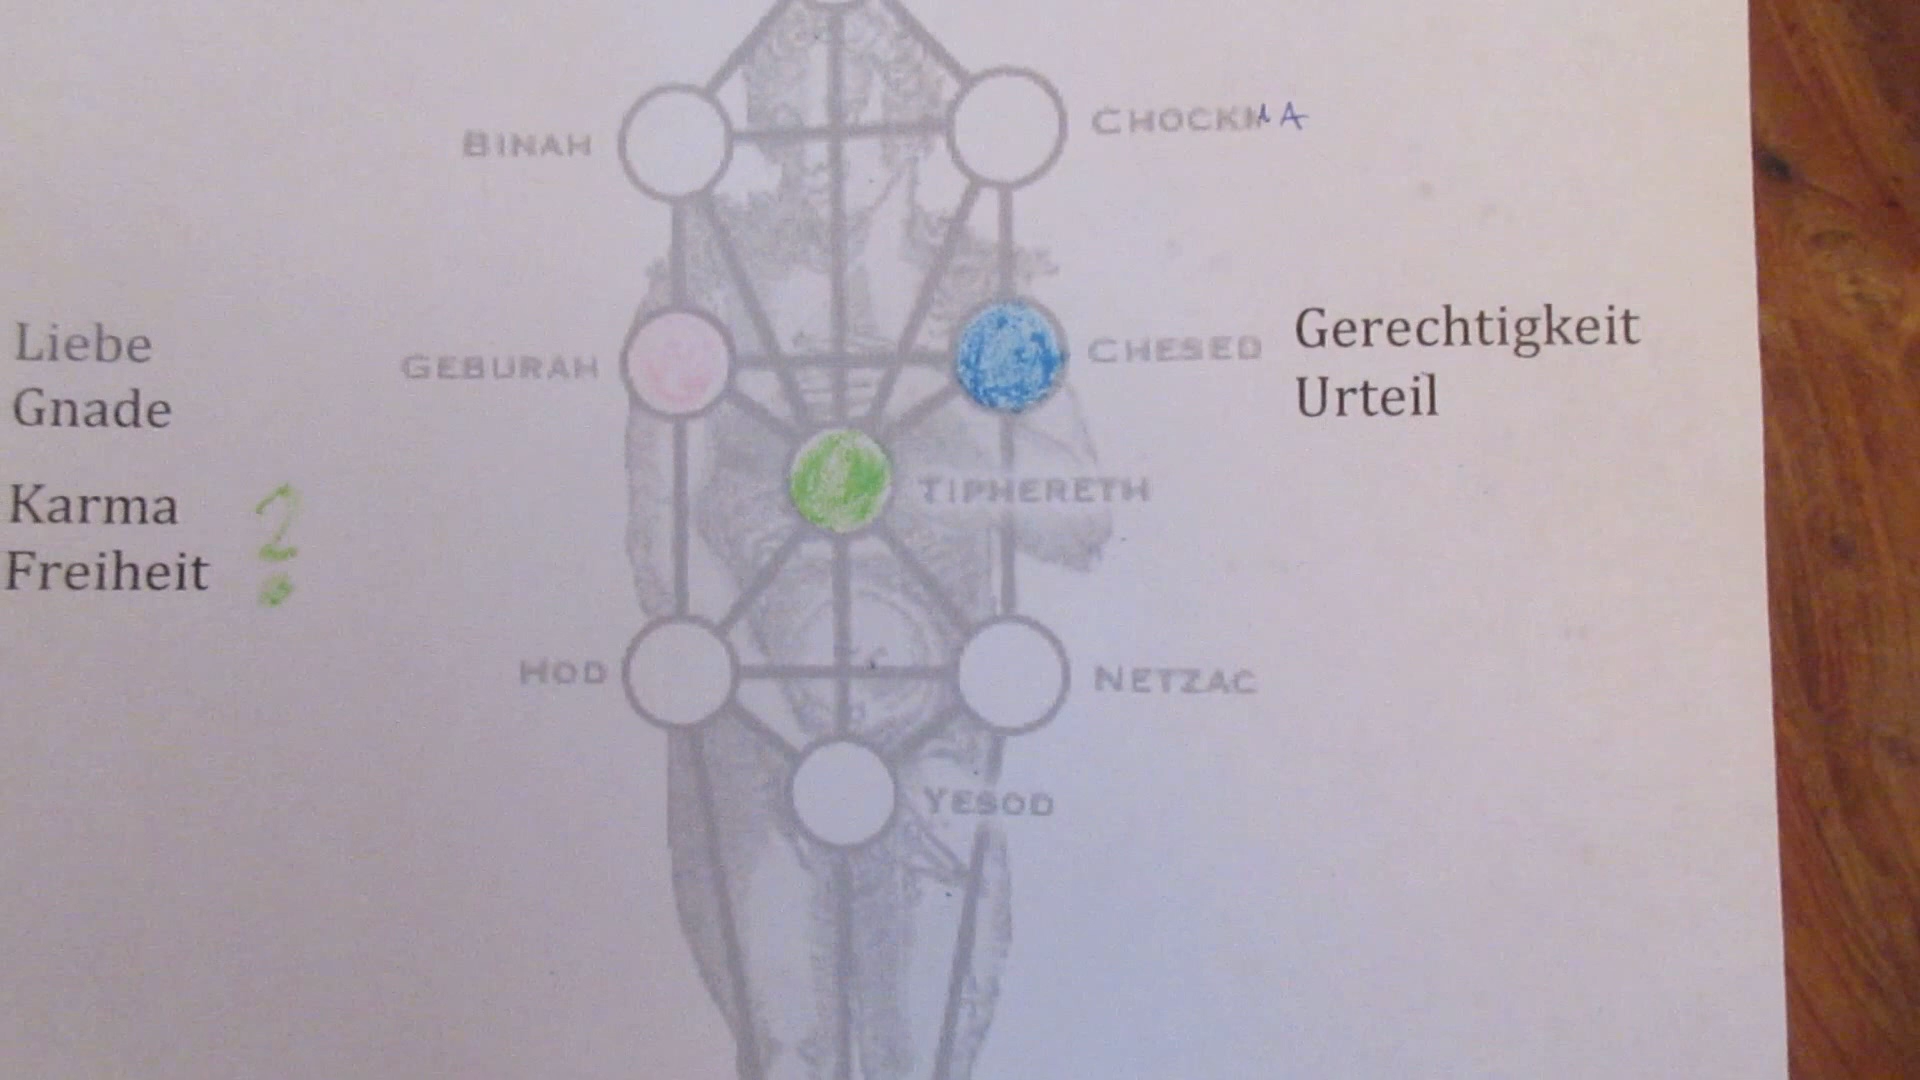 BINAH
CHOCKMA
Liebe
Gnade
GEBURAH
CHESED
Gerechtigkeit
Urteil
Karma
Freiheit
?
TIPHERETH
HOD
NETZAC
YESOD